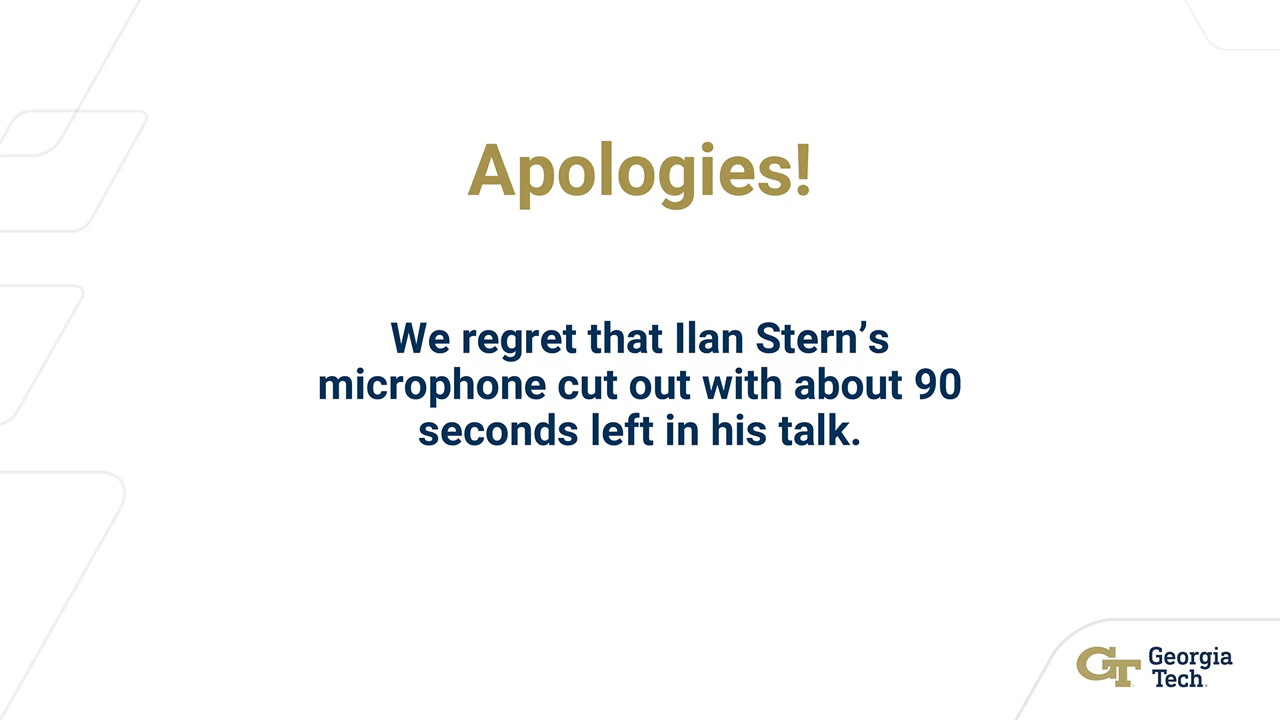 Apologies!
We regret that Ilan Stern’s
microphone cut out with about 90
seconds left in his talk.
GT Georgia
Tech.